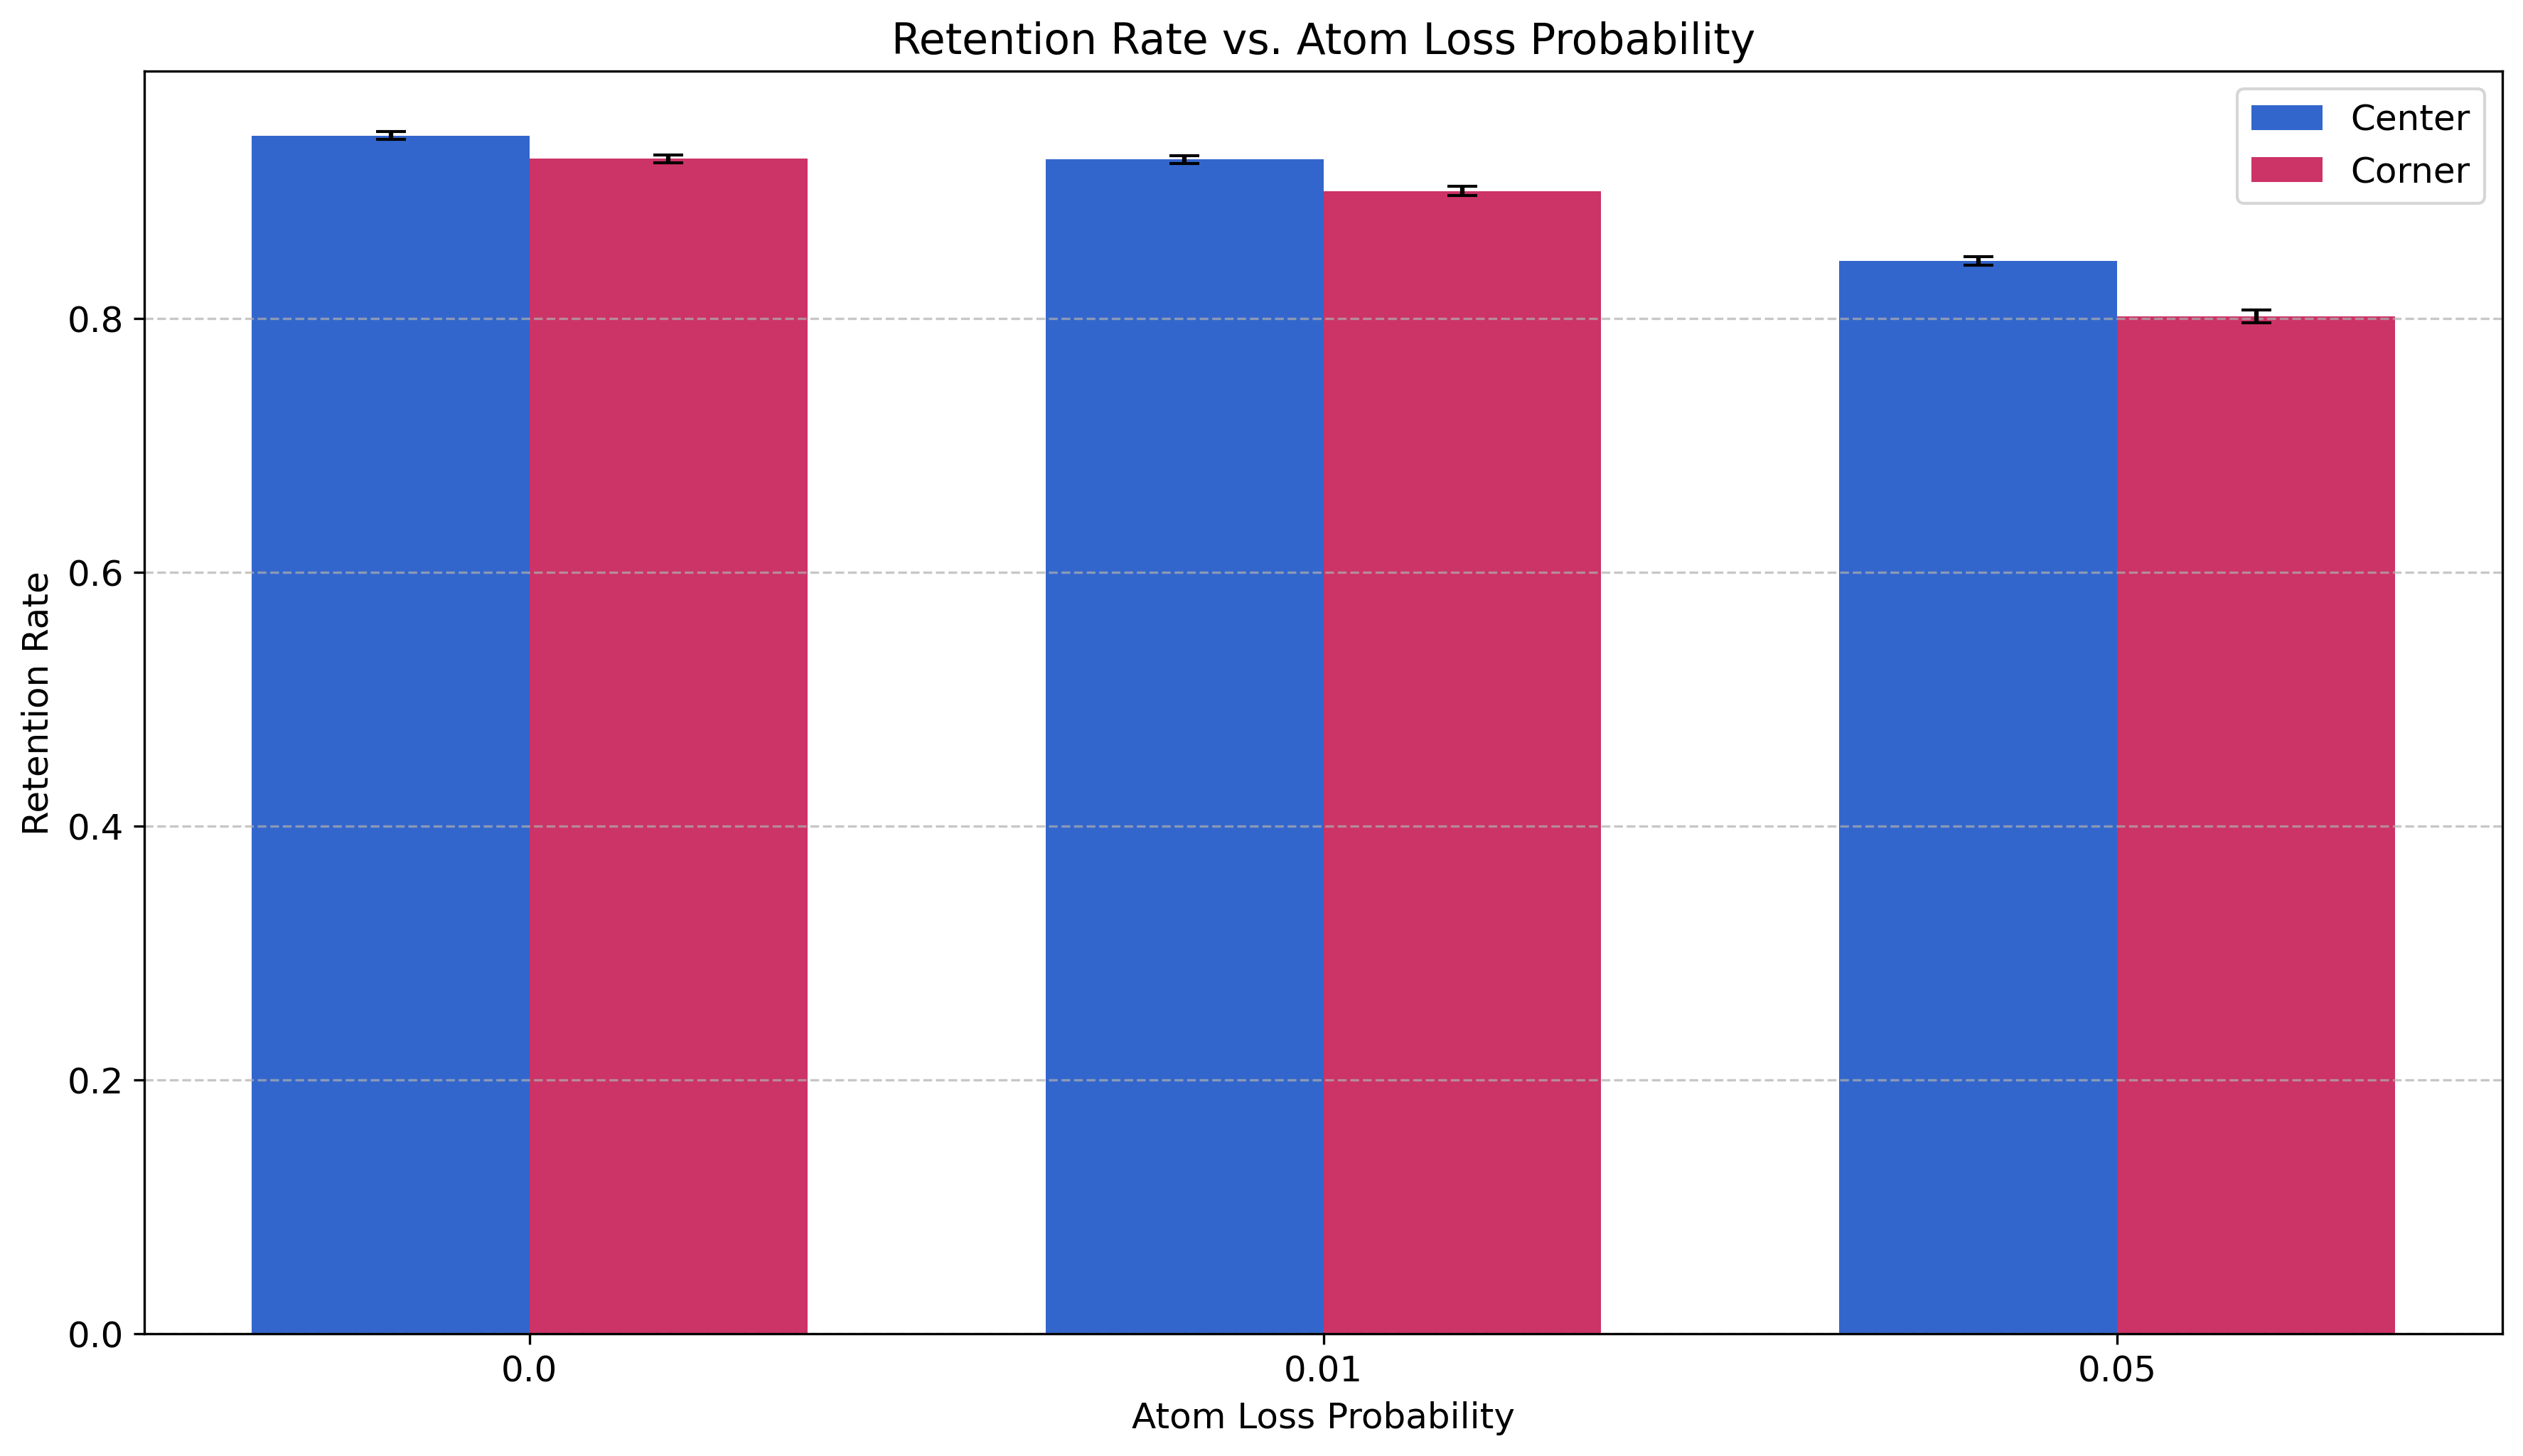 Retention Rate vs. Atom Loss Probability
Center
Corner
Retention Rate
0.8
0.6
0.4
0.2
0.0
0.0
0.01
0.05
Atom Loss Probability